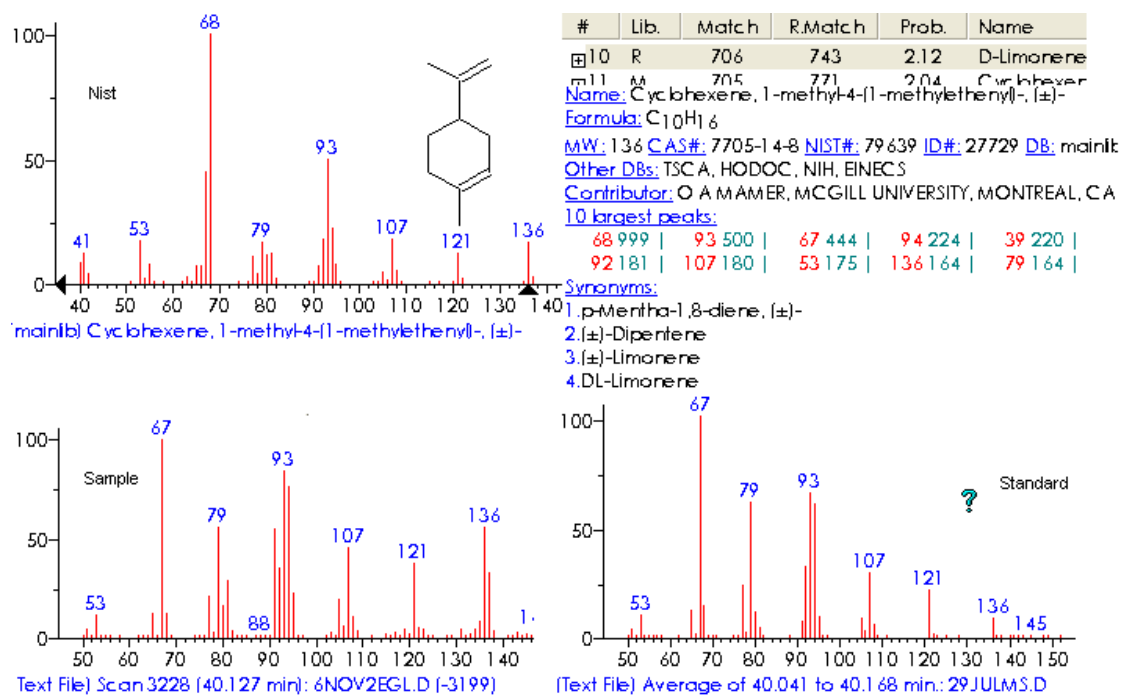 # Lib. Match R.Match Prob. Name
10 R 706 743 2.12 D-Limonene
11 M 705 771 2.04 Cyclohexer
Name: Cyclohexene, 1-methyl-4-(1-methylethenyl)-, (±)-
Formula: C10H16
MW: 136 CAS#: 7705-14-8 NIST#: 79639 ID#: 27729 DB: mainlit
Other DBs: TSCA, HODOC, NIH, EINECS
Contributor: O A MAMER, MCGILL UNIVERSITY, MONTREAL, CA
10 largest peaks:
68 999 | 93 500 | 67 444 | 94 224 | 39 220 |
92 181 | 107 180 | 53 175 | 136 164 | 79 164 |
Synonyms:
1.p-Mentha-1,8-diene, (±)-
2.(±)-Dipentene
3.(±)-Limonene
4.DL-Limonene
100
50
0
Nist
68
93
41 53 79 107 121 136
40 50 60 70 80 90 100 110 120 130 140
mainlib) Cyclohexene, 1-methyl-4-(1-methylethenyl)-, (±)-
100
50
0
Sample
67
93
79 136
107 121
53 88
50 60 70 80 90 100 110 120 130 140
Text File) Scan 3228 (40.127 min): 6NOV2EGL.D (-3199)
100
50
0
67
79 93
? Standard
107 121
53 136 145
50 60 70 80 90 100 110 120 130 140 150
(Text File) Average of 40.041 to 40.168 min.: 29JULMS.D